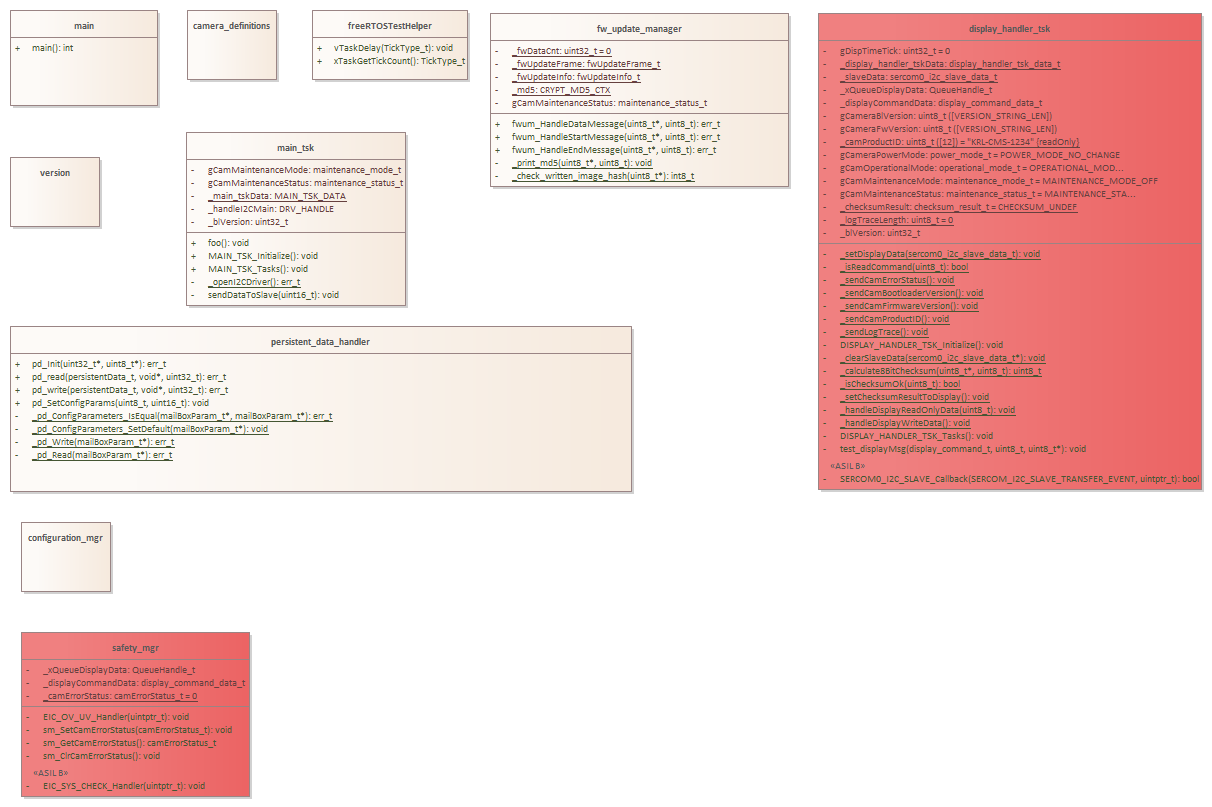 main
+ main(): int
camera_definitions
freeRTOSTestHelper
+ vTaskDelay(TickType_t): void
+ xTaskGetTickCount(): TickType_t
fw_update_manager
- _fwDataCnt: uint32_t = 0
- _fwUpdateFrame: fwUpdateFrame_t
- _fwUpdateInfo: fwUpdateInfo_t
- _md5: CRYPT_MD5_CTX
- gCamMaintenanceStatus: maintenance_status_t
+ fwum_HandleDataMessage(uint8_t*, uint8_t): err_t
+ fwum_HandleStartMessage(uint8_t*, uint8_t): err_t
+ fwum_HandleEndMessage(uint8_t*, uint8_t): err_t
- _print_md5(uint8_t*, uint8_t): void
- _check_written_image_hash(uint8_t*): int8_t
display_handler_tsk
- gDispTimeTick: uint32_t = 0
- _display_handler_tskData: display_handler_tsk_data_t
- _slaveData: sercom0_i2c_slave_data_t
- _xQueueDisplayData: QueueHandle_t
- _displayCommandData: display_command_data_t
- gCameraBlVersion: uint8_t ([VERSION_STRING_LEN])
- gCameraFwVersion: uint8_t ([VERSION_STRING_LEN])
- _camProductID: uint8_t ([12]) = "KRL-CMS-1234" {readOnly}
- gCameraPowerMode: power_mode_t = POWER_MODE_NO_CHANGE
- gCamOperationalMode: operational_mode_t = OPERATIONAL_MOD...
- gCamMaintenanceMode: maintenance_mode_t = MAINTENANCE_MODE_OFF
- gCamMaintenanceStatus: maintenance_status_t = MAINTENANCE_STA...
- _checksumResult: checksum_result_t = CHECKSUM_UNDEF
- _logTraceLength: uint8_t = 0
- _blVersion: uint32_t
- _setDisplayData(sercom0_i2c_slave_data_t): void
- _isReadCommand(uint8_t): bool
- _sendCamErrorStatus(): void
- _sendCamBootloaderVersion(): void
- _sendCamFirmwareVersion(): void
- _sendCamProductID(): void
- _sendLogTrace(): void
- DISPLAY_HANDLER_TSK_Initialize(): void
- _clearSlaveData(sercom0_i2c_slave_data_t*): void
- _calculate8BitChecksum(uint8_t*, uint8_t): uint8_t
- _isChecksumOk(uint8_t): bool
- _setChecksumResultToDisplay(): void
- _handleDisplayReadOnlyData(uint8_t): void
- _handleDisplayWriteData(): void
- DISPLAY_HANDLER_TSK_Tasks(): void
- test_displayMsg(display_command_t, uint8_t, uint8_t*): void
«ASIL B»
- SERCOM0_I2C_SLAVE_Callback(SERCOM_I2C_SLAVE_TRANSFER_EVENT, uintptr_t): bool
version
main_tsk
- gCamMaintenanceMode: maintenance_mode_t
- gCamMaintenanceStatus: maintenance_status_t
- _main_tskData: MAIN_TSK_DATA
- _handleI2CMain: DRV_HANDLE
- _blVersion: uint32_t
+ foo(): void
+ MAIN_TSK_Initialize(): void
+ MAIN_TSK_Tasks(): void
- _openI2CDriver(): err_t
- sendDataToSlave(uint16_t): void
persistent_data_handler
+ pd_Init(uint32_t*, uint8_t*): err_t
+ pd_read(persistentData_t, void*, uint32_t): err_t
+ pd_write(persistentData_t, void*, uint32_t): err_t
+ pd_SetConfigParams(uint8_t, uint16_t): void
- _pd_ConfigParameters_IsEqual(mailBoxParam_t*, mailBoxParam_t*): err_t
- _pd_ConfigParameters_SetDefault(mailBoxParam_t*): void
- _pd_Write(mailBoxParam_t*): err_t
- _pd_Read(mailBoxParam_t*): err_t
configuration_mgr
safety_mgr
- _xQueueDisplayData: QueueHandle_t
- _displayCommandData: display_command_data_t
- _camErrorStatus: camErrorStatus_t = 0
- EIC_OV_UV_Handler(uintptr_t): void
- sm_SetCamErrorStatus(camErrorStatus_t): void
- sm_GetCamErrorStatus(): camErrorStatus_t
- sm_ClrCamErrorStatus(): void
«ASIL B»
- EIC_SYS_CHECK_Handler(uintptr_t): void